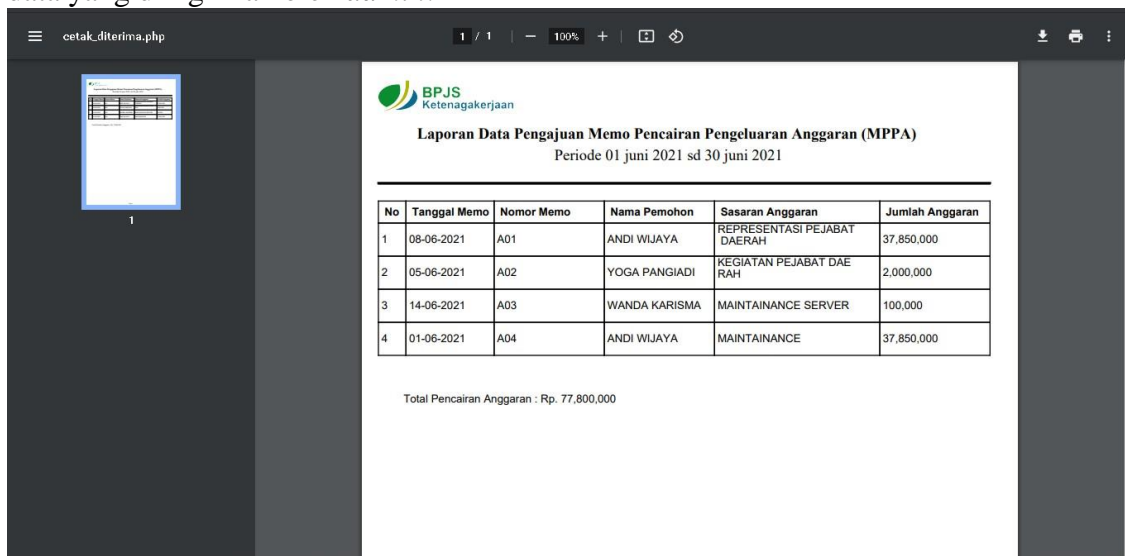 cetak_diterima.php
1 / 1
100%
1
BPJS
Ketenagakerjaan
Laporan Data Pengajuan Memo Pencairan Pengeluaran Anggaran (MPPA)
Periode 01 juni 2021 sd 30 juni 2021
No Tanggal Memo Nomor Memo Nama Pemohon Sasaran Anggaran Jumlah Anggaran
1 08-06-2021 A01 ANDI WIJAYA REPRESENTASI PEJABAT DAERAH 37,850,000
2 05-06-2021 A02 YOGA PANGIADI KEGIATAN PEJABAT DAE RAH 2,000,000
3 14-06-2021 A03 WANDA KARISMA MAINTAINANCE SERVER 100,000
4 01-06-2021 A04 ANDI WIJAYA MAINTAINANCE 37,850,000
Total Pencairan Anggaran : Rp. 77,800,000